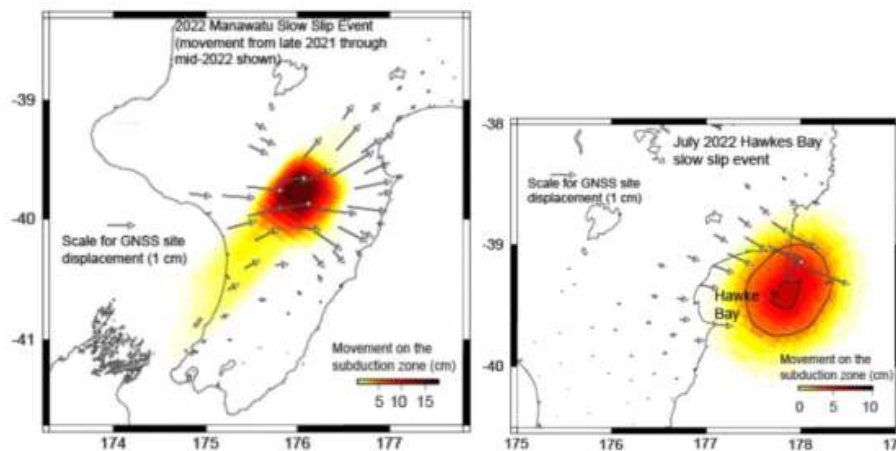 2022 Manawatu Slow Slip Event
(movement from late 2021 through
mid-2022 shown)
-39
-40
-41
Scale for GNSS site
displacement (1 cm)
Movement on the
subduction zone (cm)
5 10 15
174 175 176 177
-38
July 2022 Hawkes Bay
slow slip event
Scale for GNSS site
displacement (1 cm)
-39
Hawke
Bay
-40
Movement on the
subduction zone (cm)
0 5 10
175 176 177 178 179